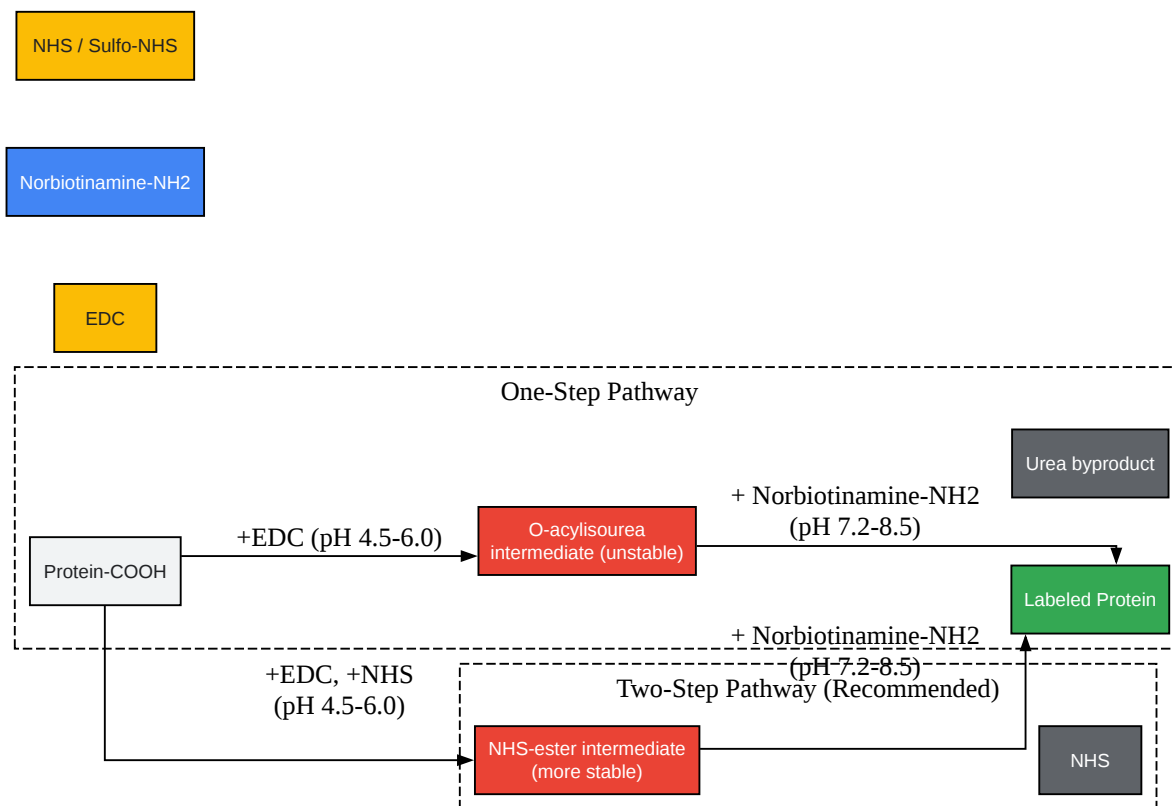 NHS / Sulfo-NHS
Norbiotinamine-NH2
EDC
One-Step Pathway
Urea byproduct
+ Norbiotinamine-NH2
(pH 7.2-8.5)
+EDC (pH 4.5-6.0)
O-acylisourea
intermediate (unstable)
Protein-COOH
Labeled Protein
+ Norbiotinamine-NH2
(pH 7.2-8.5)
+EDC, +NHS
(pH 4.5-6.0)
Two-Step Pathway (Recommended)
NHS-ester intermediate
(more stable)
NHS